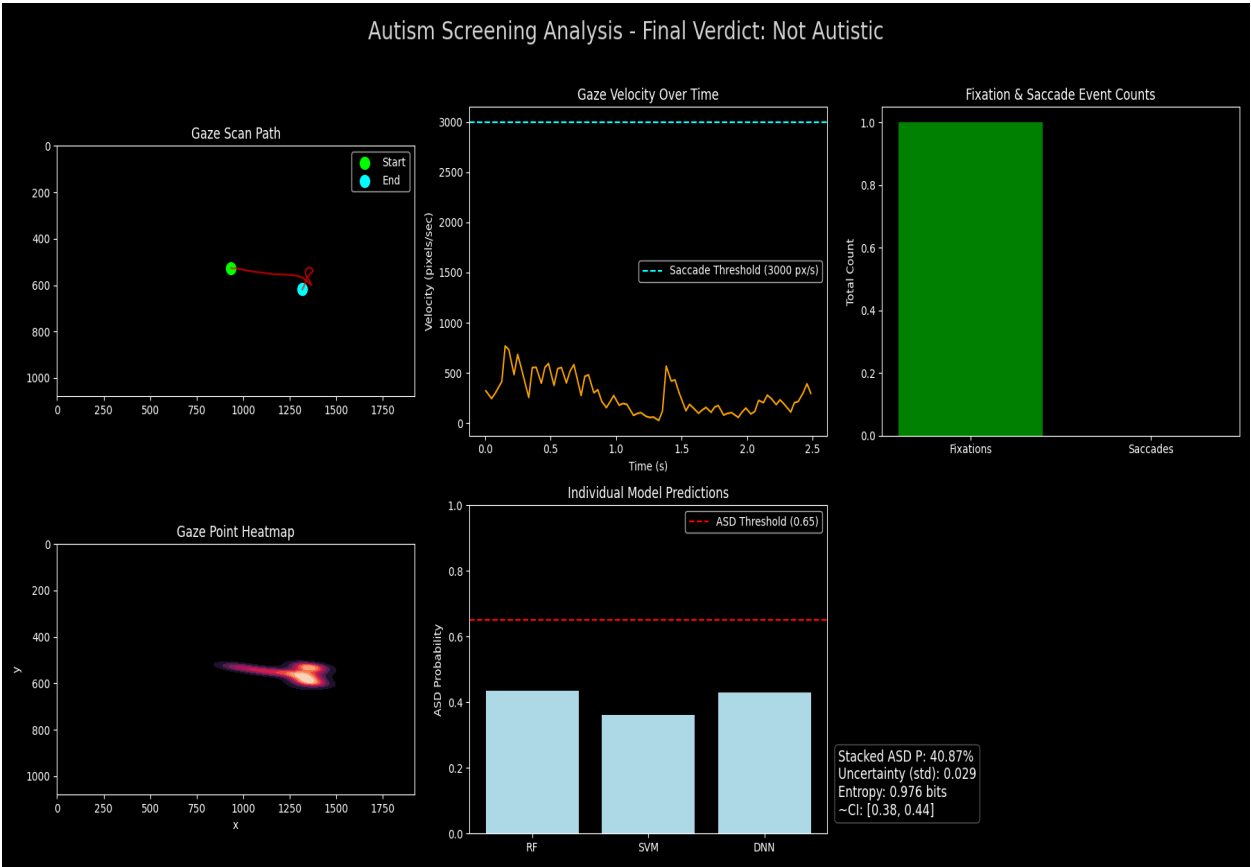 Autism Screening Analysis - Final Verdict: Not Autistic
Gaze Scan Path
0
200
400
600
800
1000
0 250 500 750 1000 1250 1500 1750
Start
End
Gaze Velocity Over Time
Velocity (pixels/sec)
3000
2500
2000
1500
1000
500
0
Saccade Threshold (3000 px/s)
0.0 0.5 1.0 1.5 2.0 2.5
Time (s)
Fixation & Saccade Event Counts
Total Count
1.0
0.8
0.6
0.4
0.2
0.0
Fixations Saccades
Gaze Point Heatmap
y
0
200
400
600
800
1000
0 250 500 750 1000 1250 1500 1750
x
Individual Model Predictions
ASD Probability
1.0
0.8
0.6
0.4
0.2
0.0
ASD Threshold (0.65)
RF SVM DNN
Stacked ASD P: 40.87%
Uncertainty (std): 0.029
Entropy: 0.976 bits
~CI: [0.38, 0.44]